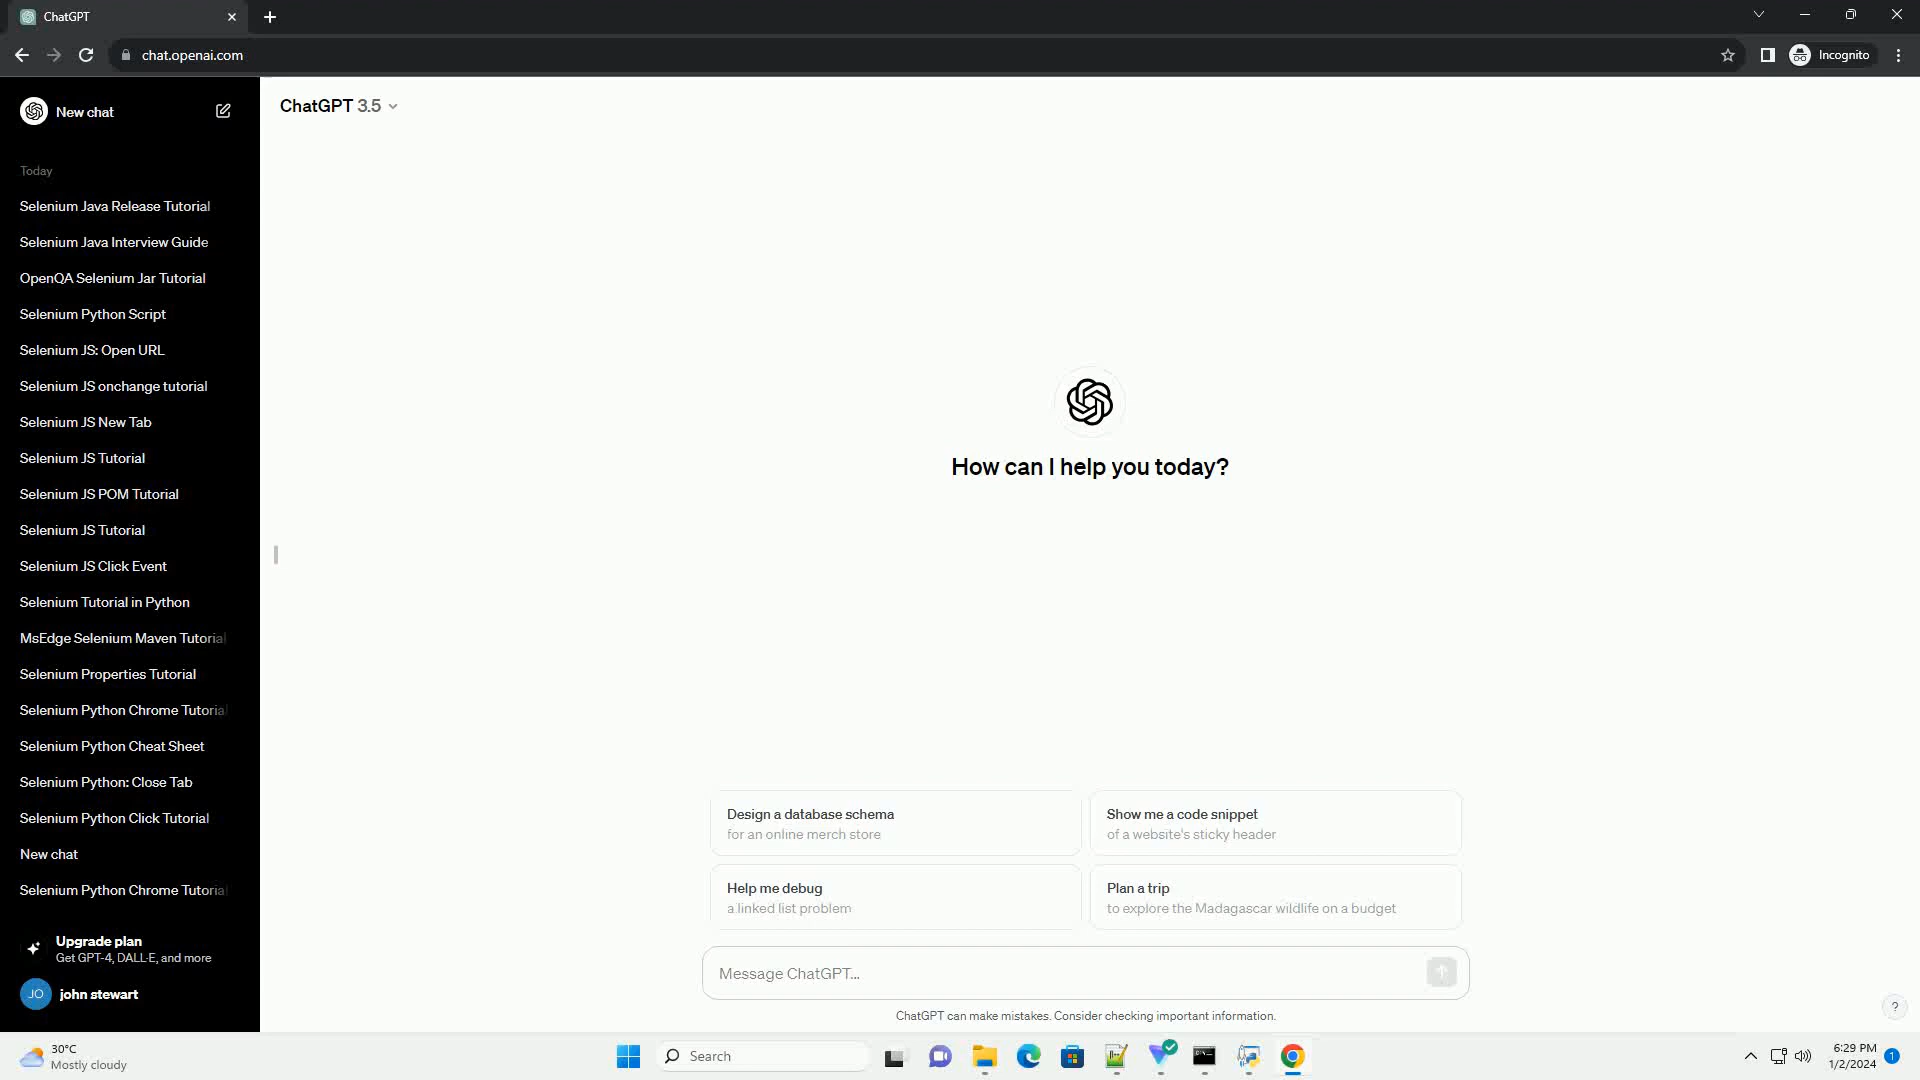 ChatGPT
chat.openai.com
Incognito
New chat
ChatGPT 3.5
Today
Selenium Java Release Tutorial
Selenium Java Interview Guide
OpenQA Selenium Jar Tutorial
Selenium Python Script
Selenium JS: Open URL
Selenium JS onchange tutorial
Selenium JS New Tab
Selenium JS Tutorial
Selenium JS POM Tutorial
Selenium JS Tutorial
Selenium JS Click Event
Selenium Tutorial in Python
MsEdge Selenium Maven Tutorial
Selenium Properties Tutorial
Selenium Python Chrome Tutorial
Selenium Python Cheat Sheet
Selenium Python: Close Tab
Selenium Python Click Tutorial
New chat
Selenium Python Chrome Tutorial
Upgrade plan
Get GPT-4, DALL·E, and more
JO john stewart
How can I help you today?
Design a database schema
for an online merch store
Show me a code snippet
of a website's sticky header
Help me debug
a linked list problem
Plan a trip
to explore the Madagascar wildlife on a budget
Message ChatGPT...
ChatGPT can make mistakes. Consider checking important information.
?
30°C
Mostly cloudy
Search
6:29 PM
1/2/2024
1